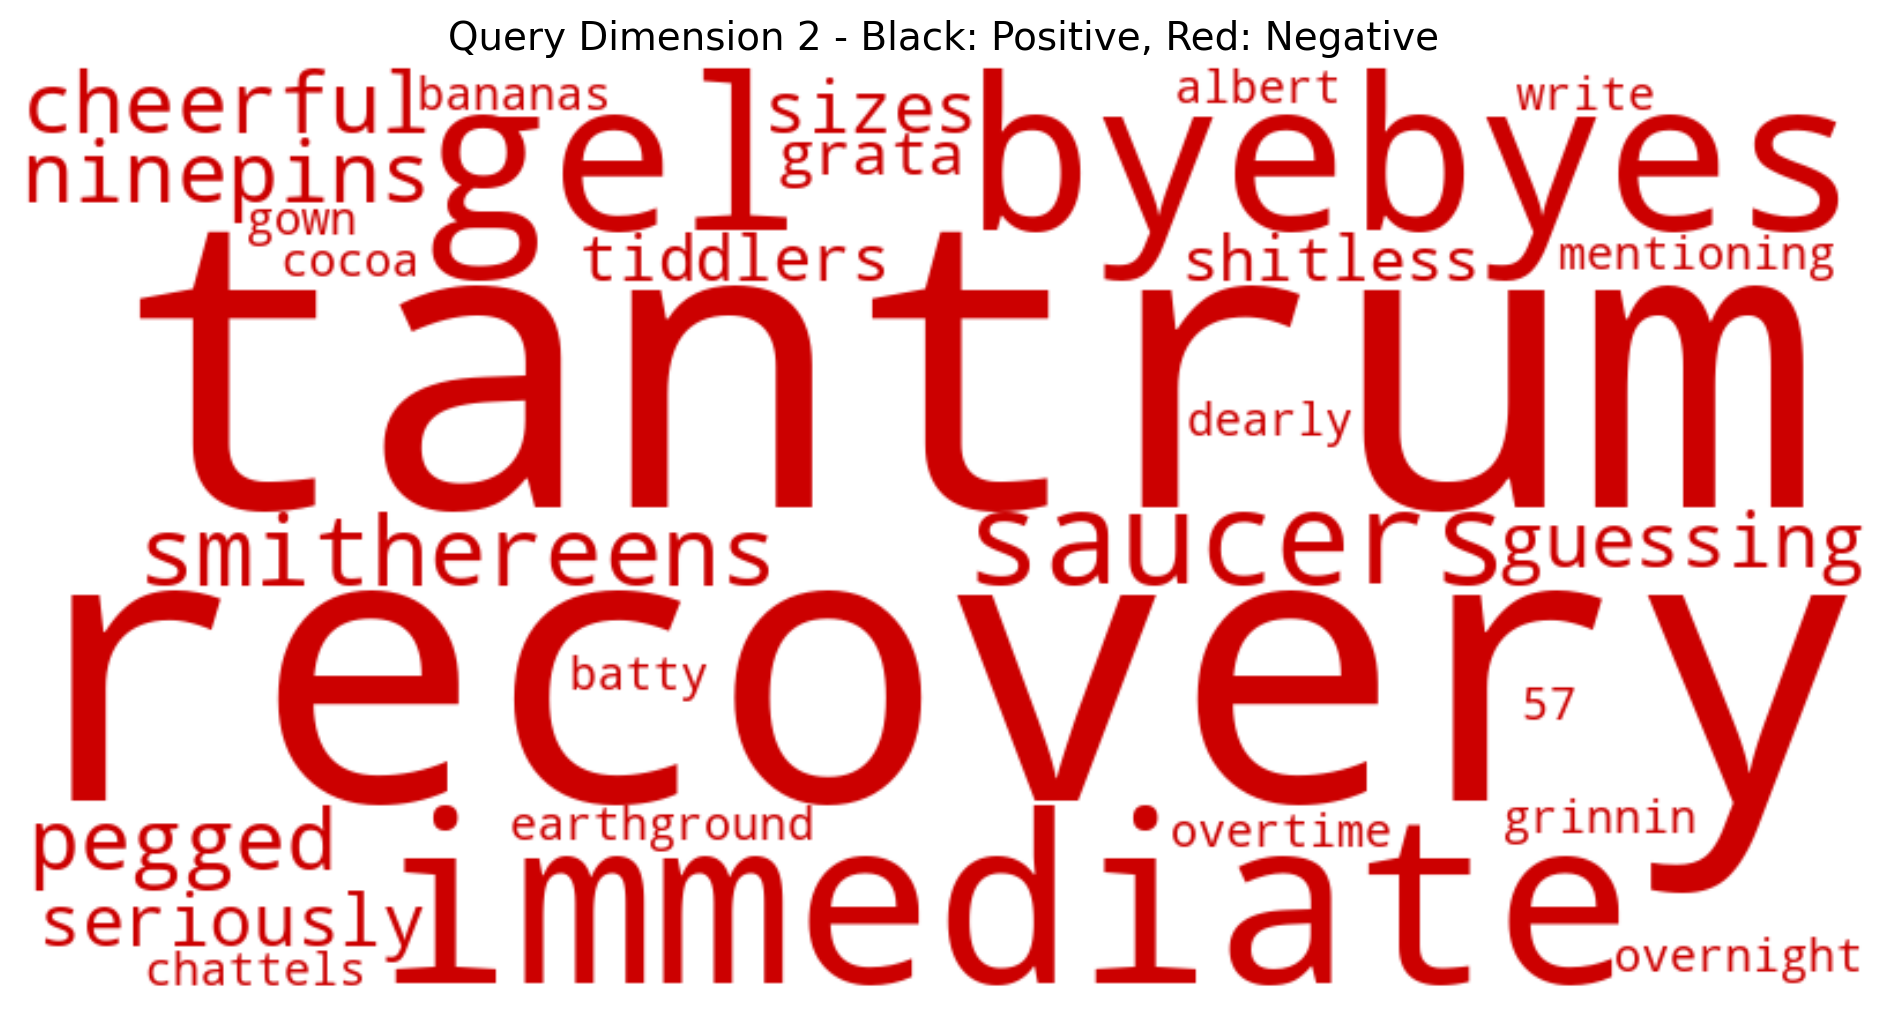 Query Dimension 2 - Black: Positive, Red: Negative
cheerful bananas gel sizes byebyes albert write
ninepins grata
gown
cocoa tiddlers shitless mentioning
tantrum
dearly
smithereens saucers guessing
recovery
batty 57
pegged earthground overtime grinnin
immediate
seriously
chattels overnight